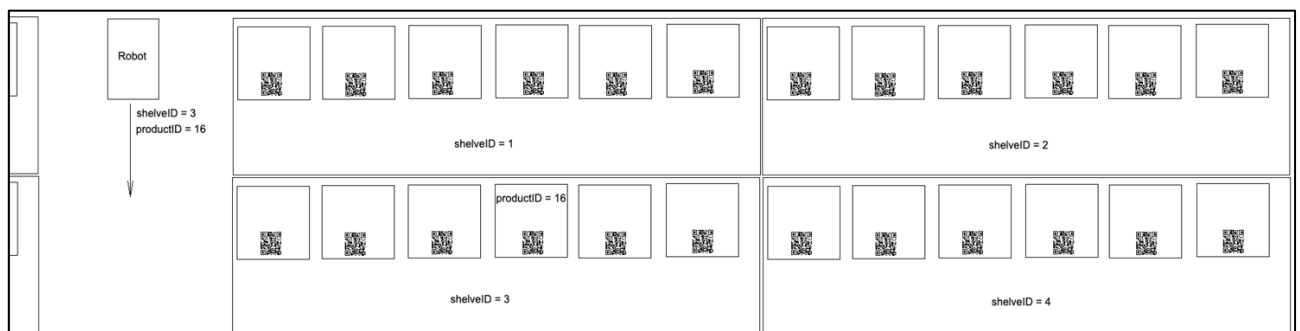 Robot
shelveID = 3
productID = 16
shelveID = 1
shelveID = 2
productID = 16
shelveID = 3
shelveID = 4